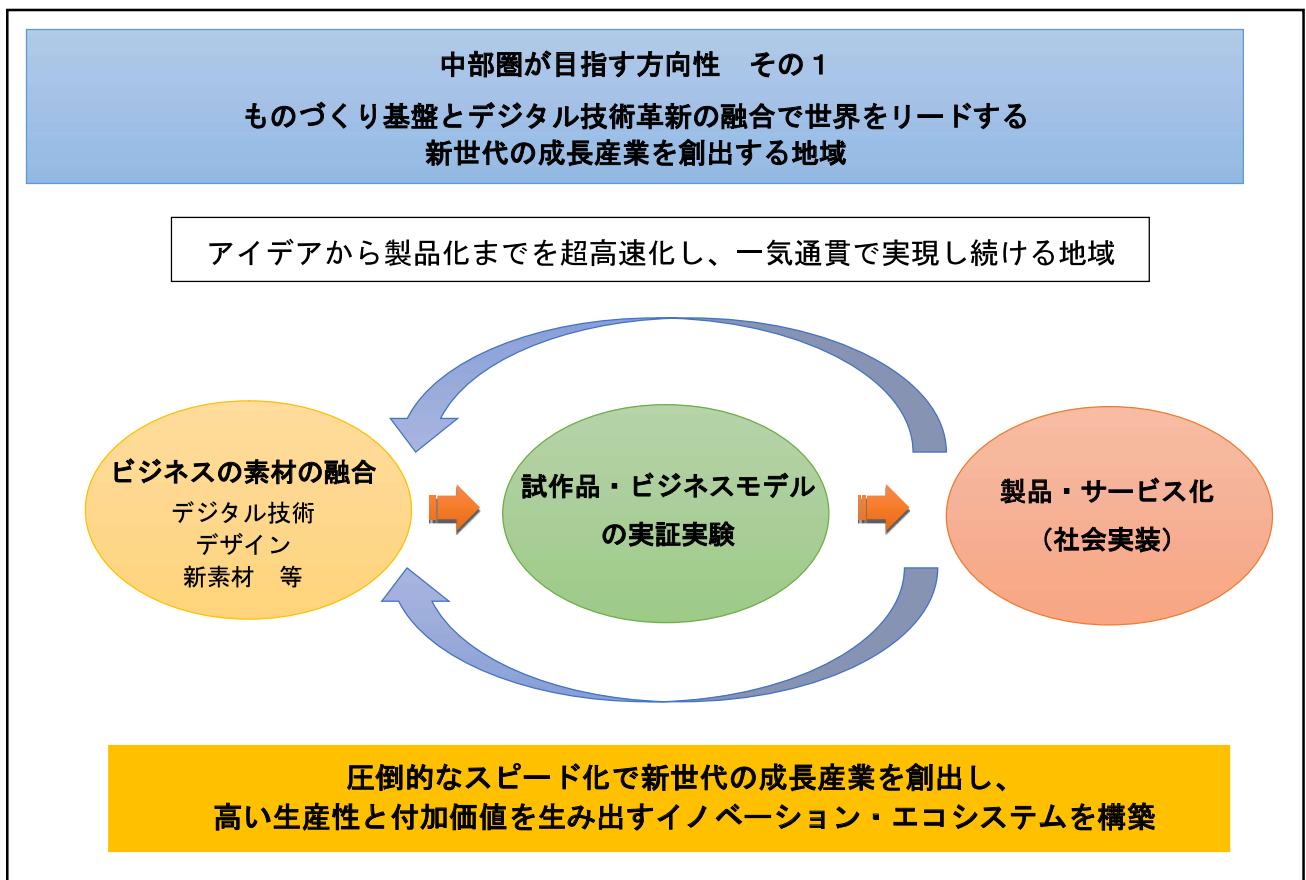 中部圏が目指す方向性　その１
ものづくり基盤とデジタル技術革新の融合で世界をリードする
新世代の成長産業を創出する地域
アイデアから製品化までを超高速化し、一気通貫で実現し続ける地域
ビジネスの素材の融合
デジタル技術
デザイン
新素材　等
試作品・ビジネスモデル
の実証実験
製品・サービス化
（社会実装）
圧倒的なスピード化で新世代の成長産業を創出し、
高い生産性と付加価値を生み出すイノベーション・エコシステムを構築